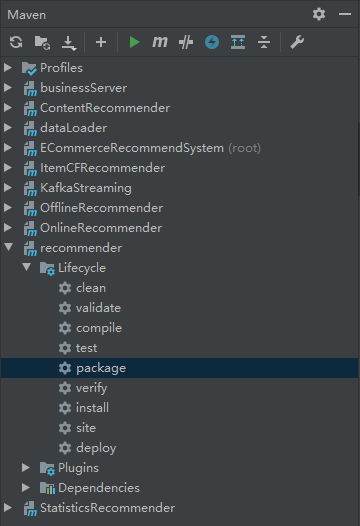 Maven
Profiles
businessServer
ContentRecommender
dataLoader
ECommerceRecommendSystem (root)
ItemCFRecommender
KafkaStreaming
OfflineRecommender
OnlineRecommender
recommender
Lifecycle
clean
validate
compile
test
package
verify
install
site
deploy
Plugins
Dependencies
StatisticsRecommender